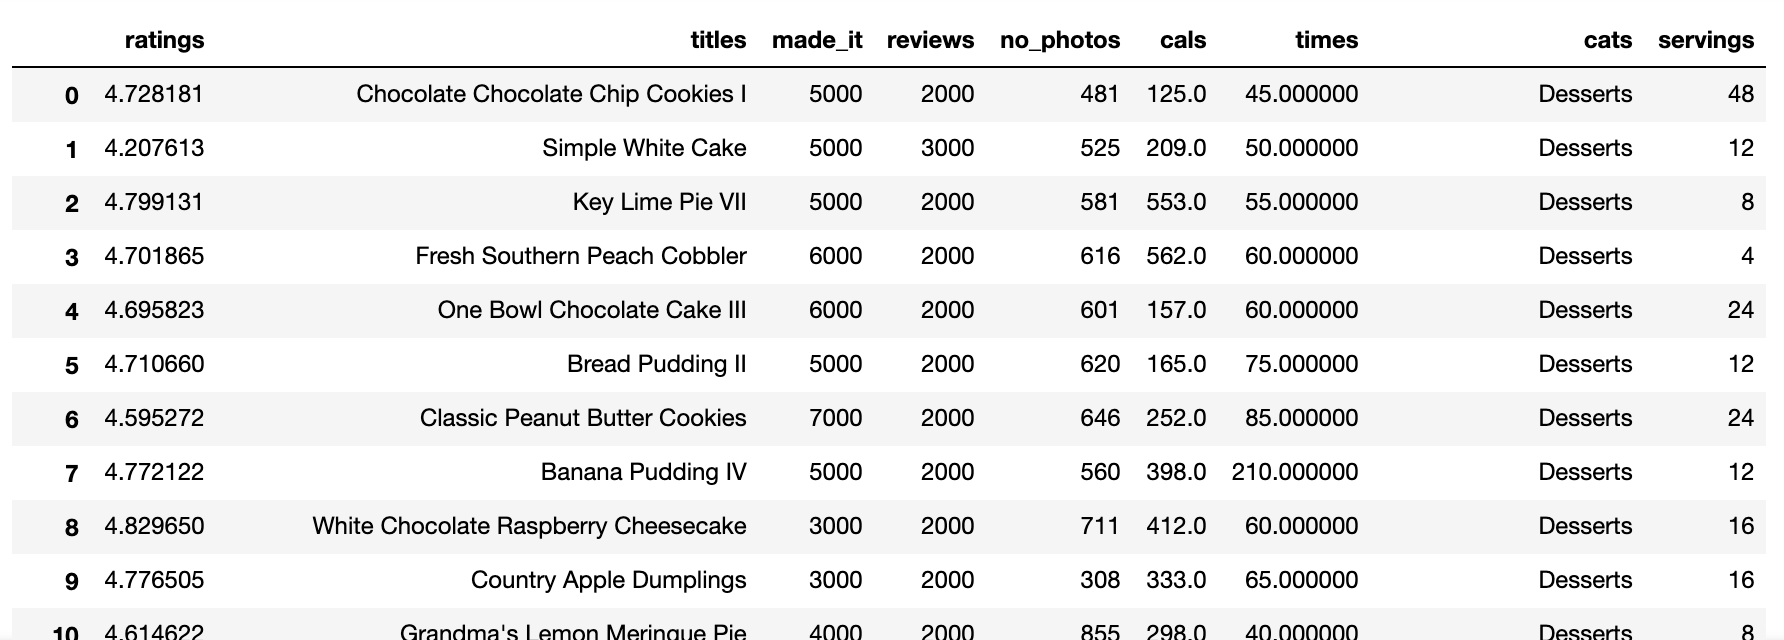 ratings titles made_it reviews no_photos cals times cats servings
0 4.728181 Chocolate Chocolate Chip Cookies I 5000 2000 481 125.0 45.000000 Desserts 48
1 4.207613 Simple White Cake 5000 3000 525 209.0 50.000000 Desserts 12
2 4.799131 Key Lime Pie VII 5000 2000 581 553.0 55.000000 Desserts 8
3 4.701865 Fresh Southern Peach Cobbler 6000 2000 616 562.0 60.000000 Desserts 4
4 4.695823 One Bowl Chocolate Cake III 6000 2000 601 157.0 60.000000 Desserts 24
5 4.710660 Bread Pudding II 5000 2000 620 165.0 75.000000 Desserts 12
6 4.595272 Classic Peanut Butter Cookies 7000 2000 646 252.0 85.000000 Desserts 24
7 4.772122 Banana Pudding IV 5000 2000 560 398.0 210.000000 Desserts 12
8 4.829650 White Chocolate Raspberry Cheesecake 3000 2000 711 412.0 60.000000 Desserts 16
9 4.776505 Country Apple Dumplings 3000 2000 308 333.0 65.000000 Desserts 16
10 4.614622 Grandma's Lemon Meringue Pie 4000 2000 855 298.0 40.000000 Desserts 8